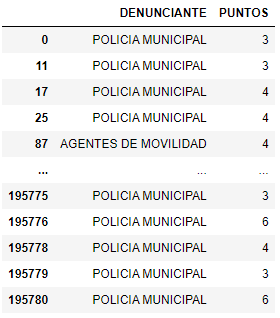 DENUNCIANTE PUNTOS
0 POLICIA MUNICIPAL 3
11 POLICIA MUNICIPAL 3
17 POLICIA MUNICIPAL 4
25 POLICIA MUNICIPAL 4
87 AGENTES DE MOVILIDAD 4
... ... ...
195775 POLICIA MUNICIPAL 3
195776 POLICIA MUNICIPAL 6
195778 POLICIA MUNICIPAL 4
195779 POLICIA MUNICIPAL 3
195780 POLICIA MUNICIPAL 6